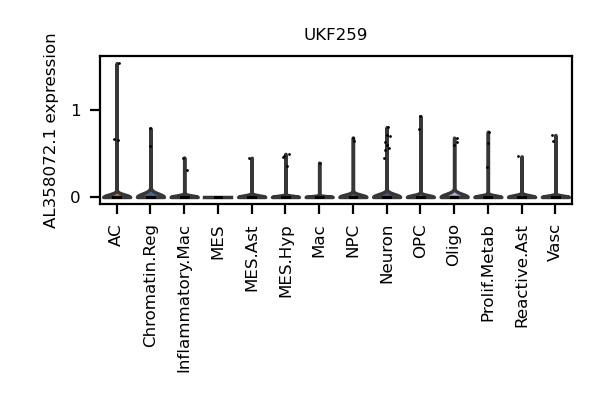 UKF259
AL358072.1 expression
1
0
AC
Chromatin.Reg
Inflammatory.Mac
MES
MES.Ast
MES.Hyp
Mac
NPC
Neuron
OPC
Oligo
Prolif.Metab
Reactive.Ast
Vasc